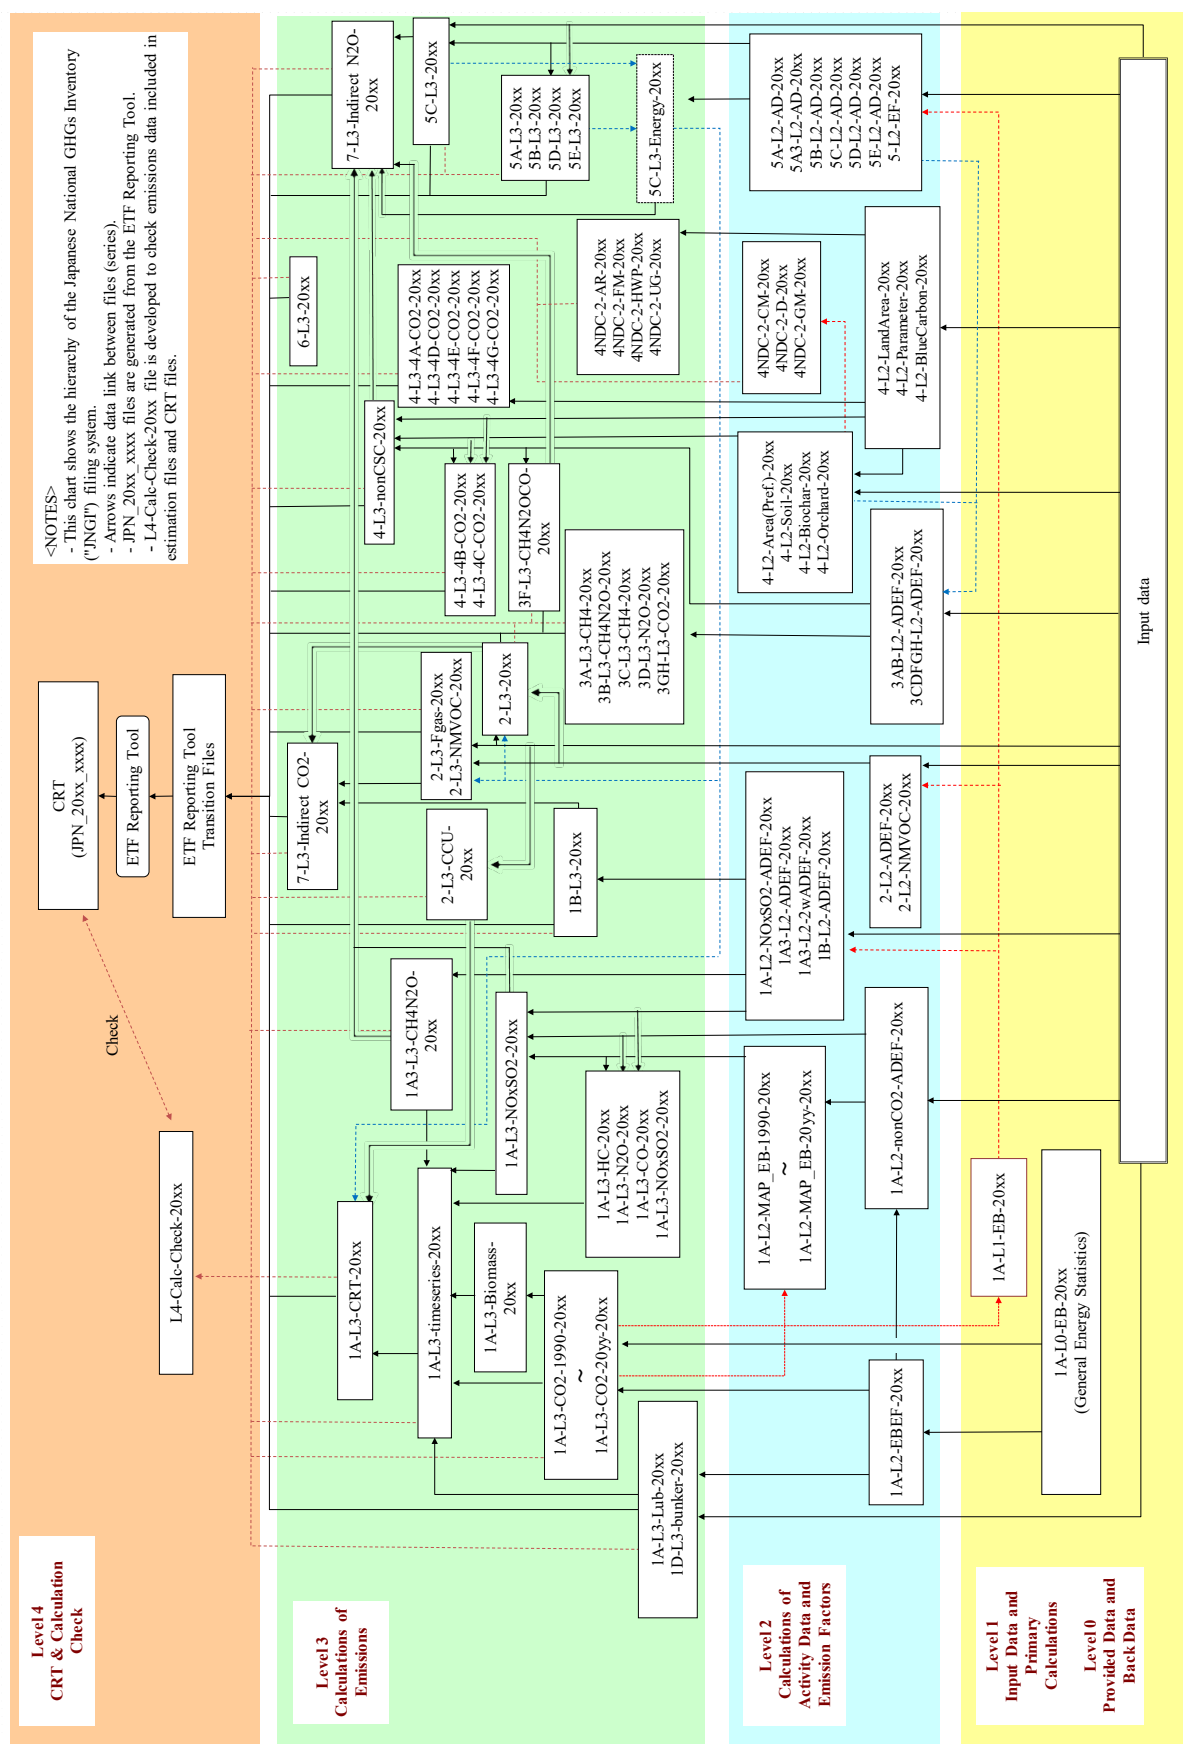 Level 4
CRT & Calculation
Check
CRT
(JPN_20xx_xxxx)
ETF Reporting Tool
ETF Reporting Tool
Transition Files
Check
L4-Calc-Check-20xx
<NOTES>
- This chart shows the hierarchy of the Japanese National GHGs Inventory
("JNGI") filing system.
- Arrows indicate data link between files (series).
- JPN_20xx_xxxx files are generated from the ETF Reporting Tool.
- L4-Calc-Check-20xx file is developed to check emissions data included in
estimation files and CRT files.
Level 3
Calculations of
Emissions
1A-L3-CRT-20xx
7-L3-Indirect CO2-
20xx
6-L3-20xx
7-L3-Indirect N2O-
20xx
1A-L3-timeseries-20xx
1A3-L3-CH4N2O-
20xx
2-L3-CCU-
20xx
2-L3-Fgas-20xx
2-L3-NMVOC-20xx
4-L3-nonCSC-20xx
4-L3-4A-CO2-20xx
4-L3-4D-CO2-20xx
4-L3-4E-CO2-20xx
4-L3-4F-CO2-20xx
4-L3-4G-CO2-20xx
5C-L3-20xx
1A-L3-Biomass-
20xx
1A-L3-NOxSO2-20xx
2-L3-20xx
4-L3-4B-CO2-20xx
4-L3-4C-CO2-20xx
3F-L3-CH4N2OCO-
20xx
5A-L3-20xx
5B-L3-20xx
5D-L3-20xx
5E-L3-20xx
1A-L3-CO2-1990-20xx
~
1A-L3-CO2-20yy-20xx
1A-L3-HC-20xx
1A-L3-N2O-20xx
1A-L3-CO-20xx
1A-L3-NOxSO2-20xx
1B-L3-20xx
3A-L3-CH4-20xx
3B-L3-CH4N2O-20xx
3C-L3-CH4-20xx
3D-L3-N2O-20xx
3GH-L3-CO2-20xx
4NDC-2-AR-20xx
4NDC-2-FM-20xx
4NDC-2-HWP-20xx
4NDC-2-UG-20xx
5C-L3-Energy-20xx
1A-L3-Lub-20xx
1D-L3-bunker-20xx
Level 2
Calculations of
Activity Data and
Emission Factors
1A-L2-MAP_EB-1990-20xx
~
1A-L2-MAP_EB-20yy-20xx
1A-L2-NOxSO2-ADEF-20xx
1A3-L2-ADEF-20xx
1A3-L2-2wADEF-20xx
1B-L2-ADEF-20xx
4-L2-Area(Pref.)-20xx
4-L2-Soil-20xx
4-L2-Biochar-20xx
4-L2-Orchard-20xx
4NDC-2-CM-20xx
4NDC-2-D-20xx
4NDC-2-GM-20xx
5A-L2-AD-20xx
5A3-L2-AD-20xx
5B-L2-AD-20xx
5C-L2-AD-20xx
5D-L2-AD-20xx
5E-L2-AD-20xx
5-L2-EF-20xx
1A-L2-EBEF-20xx
1A-L2-nonCO2-ADEF-20xx
2-L2-ADEF-20xx
2-L2-NMVOC-20xx
3AB-L2-ADEF-20xx
3CDFGH-L2-ADEF-20xx
4-L2-LandArea-20xx
4-L2-Parameter-20xx
4-L2-BlueCarbon-20xx
Level 1
Input Data and
Primary
Calculations
Level 0
Provided Data and
Back Data
1A-L1-EB-20xx
1A-L0-EB-20xx
(General Energy Statistics)
Input data